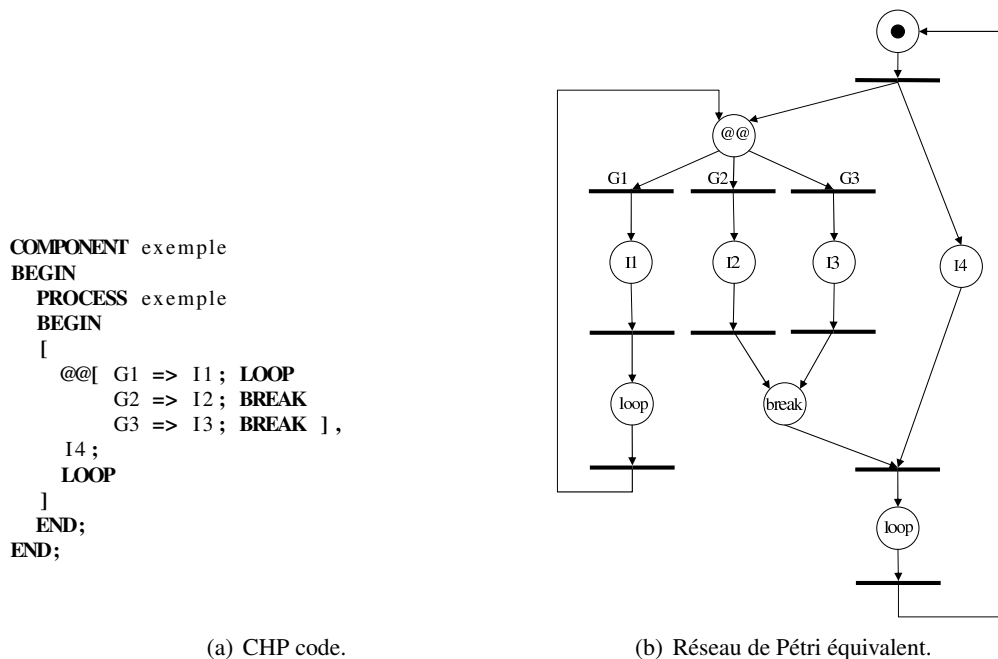 COMPONENT exemple
BEGIN
PROCESS exemple
BEGIN
[
@@[ G1 => I1; LOOP
G2 => I2; BREAK
G3 => I3; BREAK ],
I4;
LOOP
]
END;
END;
(a) CHP code.
@@
G1
G2
G3
I1
I2
I3
I4
loop
break
loop
(b) Réseau de Pétri équivalent.